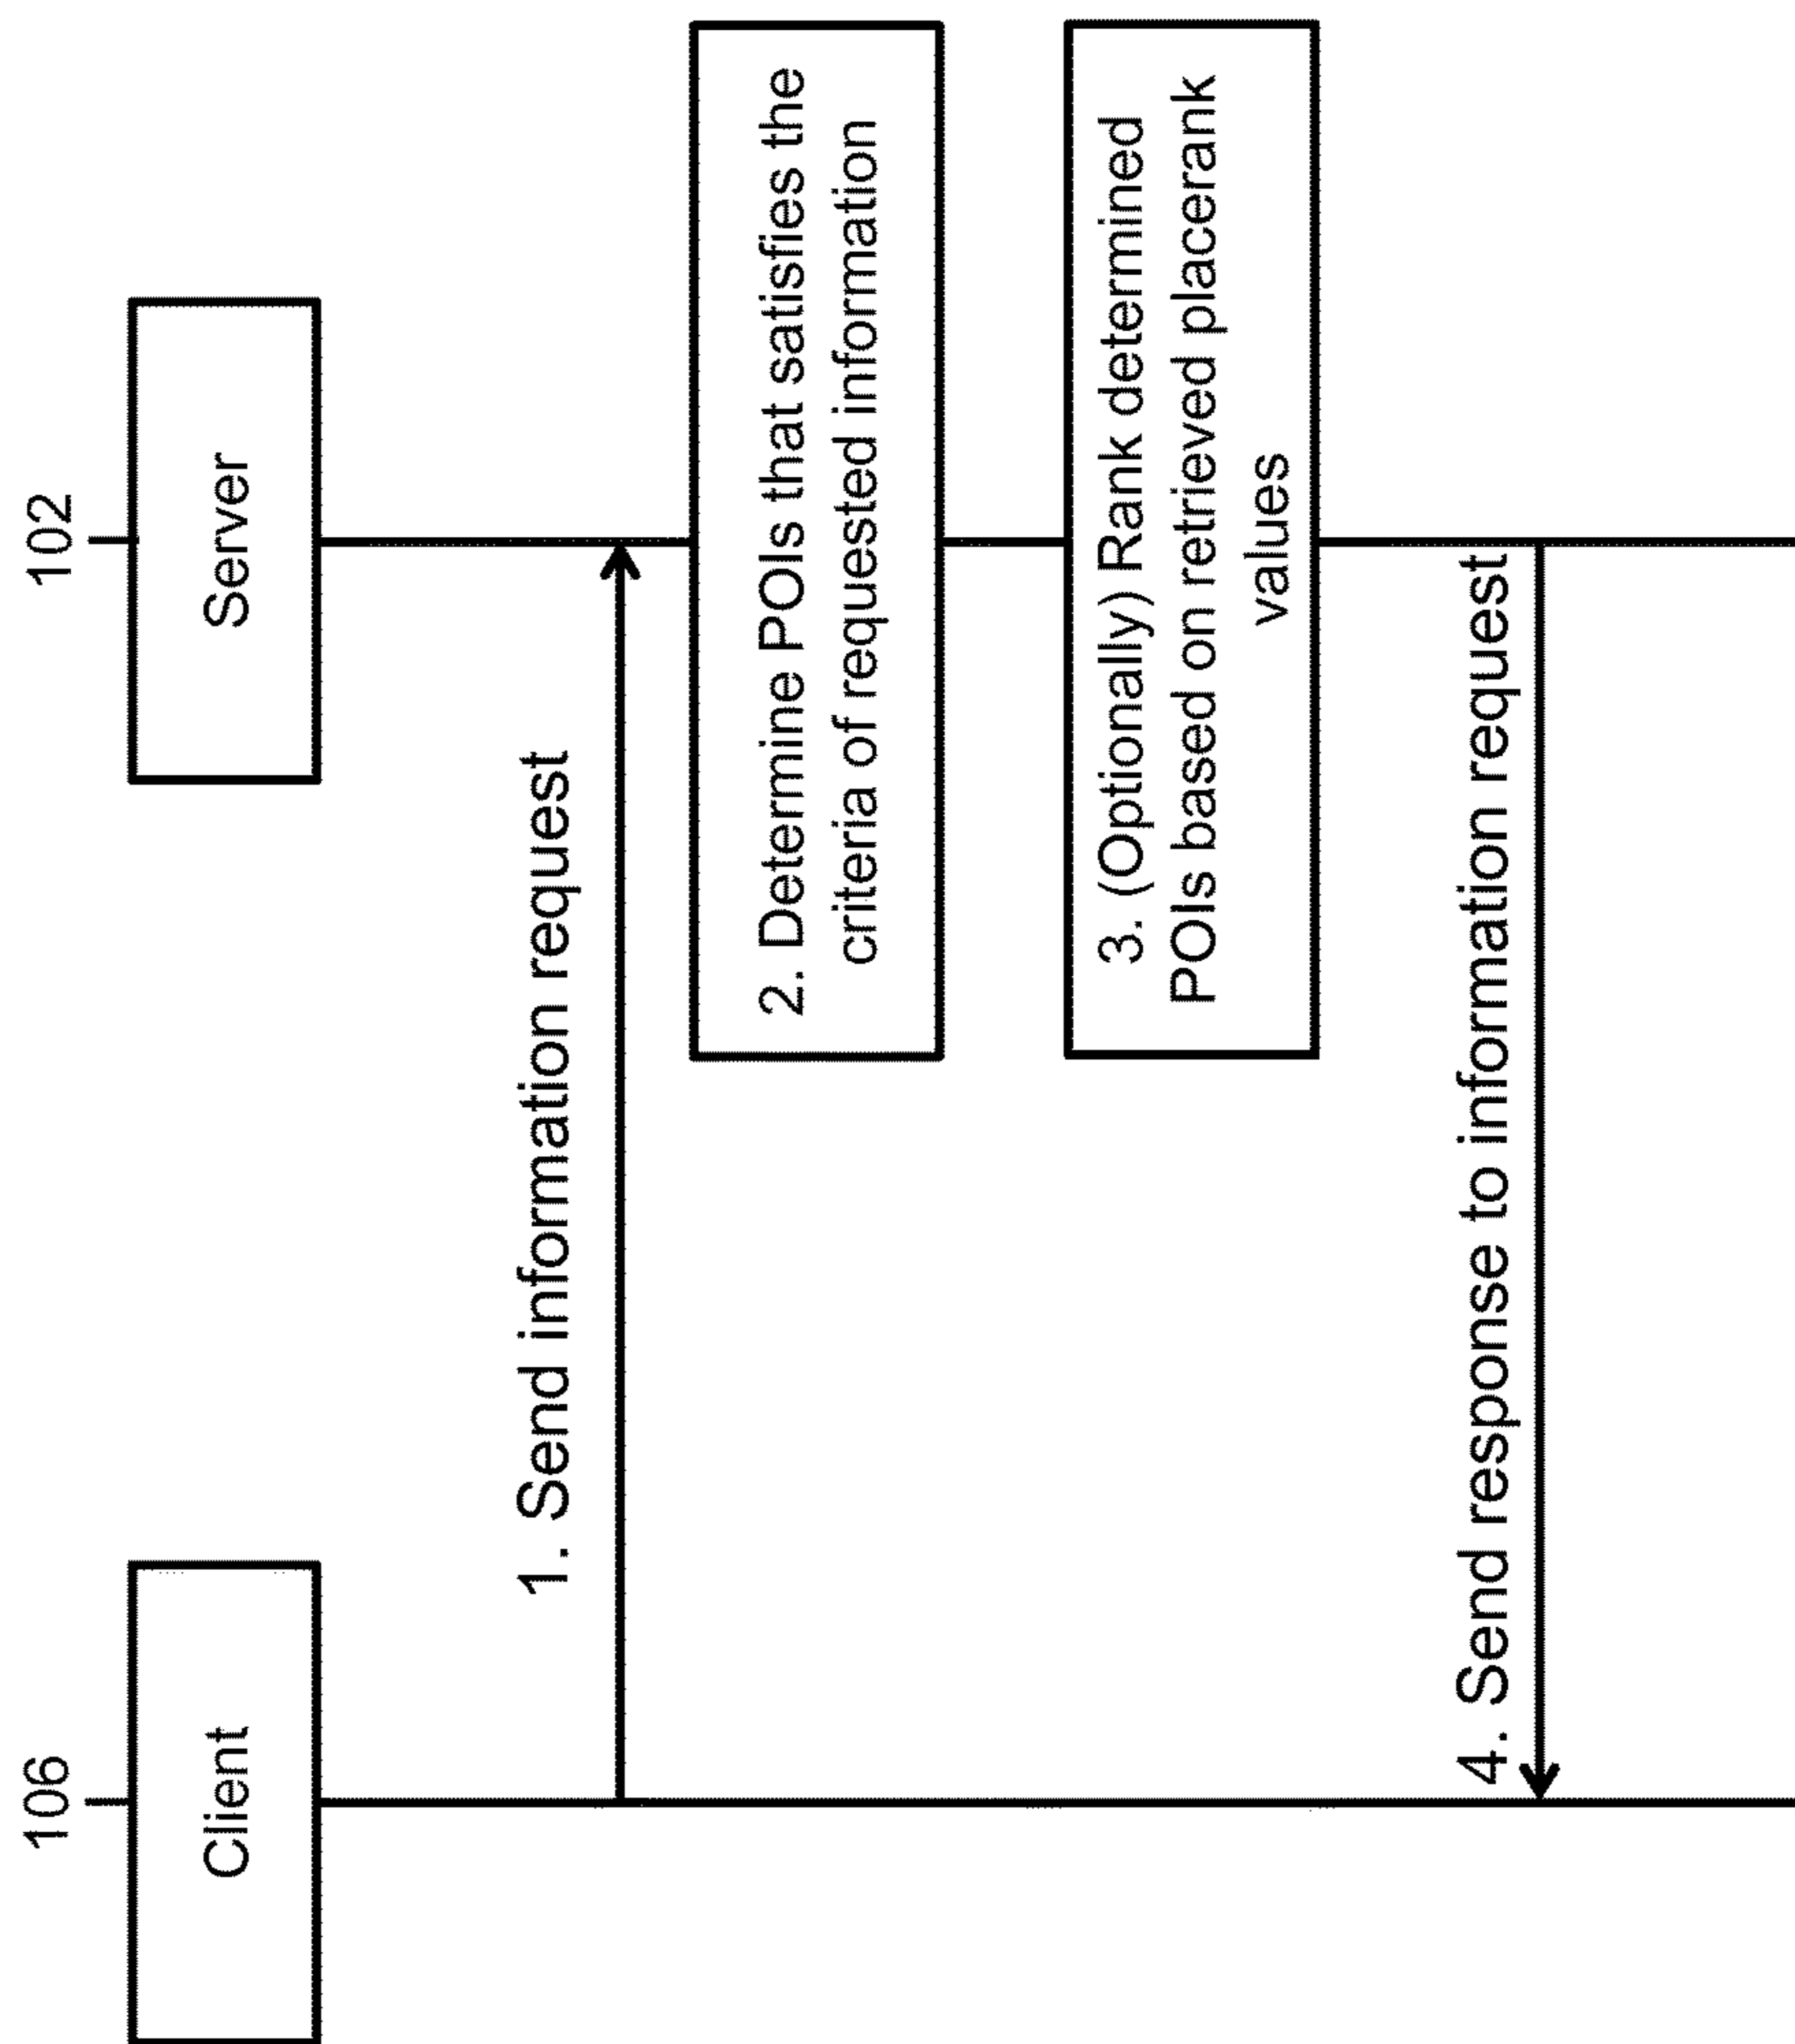 106
Client
102
Server
1. Send information request
2. Determine POIs that satisfies the
criteria of requested information
3. (Optionally) Rank determined
POIs based on retrieved placerank
values
4. Send response to information request